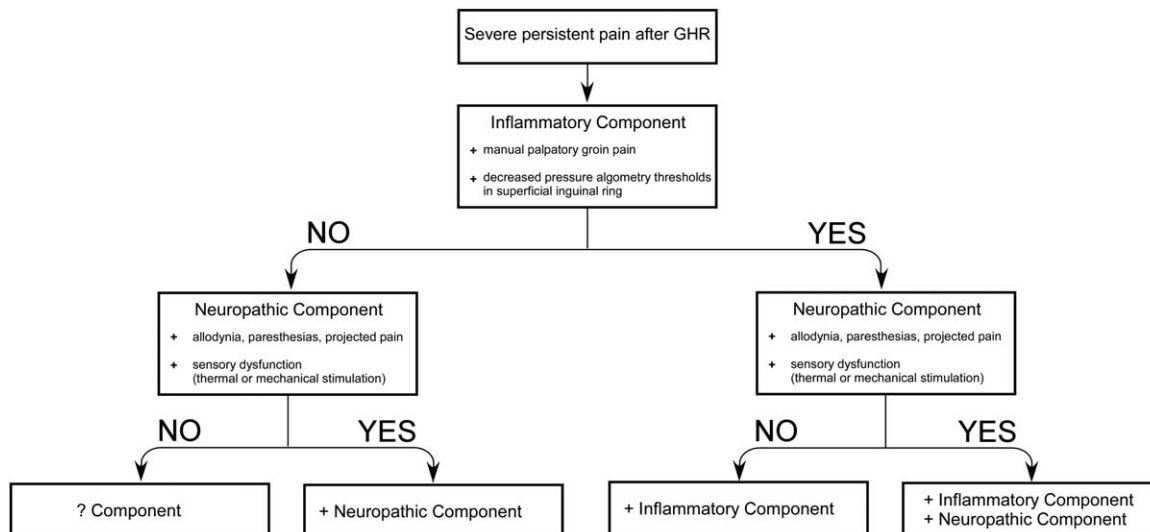 Severe persistent pain after GHR
Inflammatory Component
+ manual palpatory groin pain
+ decreased pressure algometry thresholds
in superficial inguinal ring
NO
YES
Neuropathic Component
+ allodynia, paresthesias, projected pain
+ sensory dysfunction
(thermal or mechanical stimulation)
Neuropathic Component
+ allodynia, paresthesias, projected pain
+ sensory dysfunction
(thermal or mechanical stimulation)
NO
YES
NO
YES
? Component
+ Neuropathic Component
+ Inflammatory Component
+ Inflammatory Component
+ Neuropathic Component